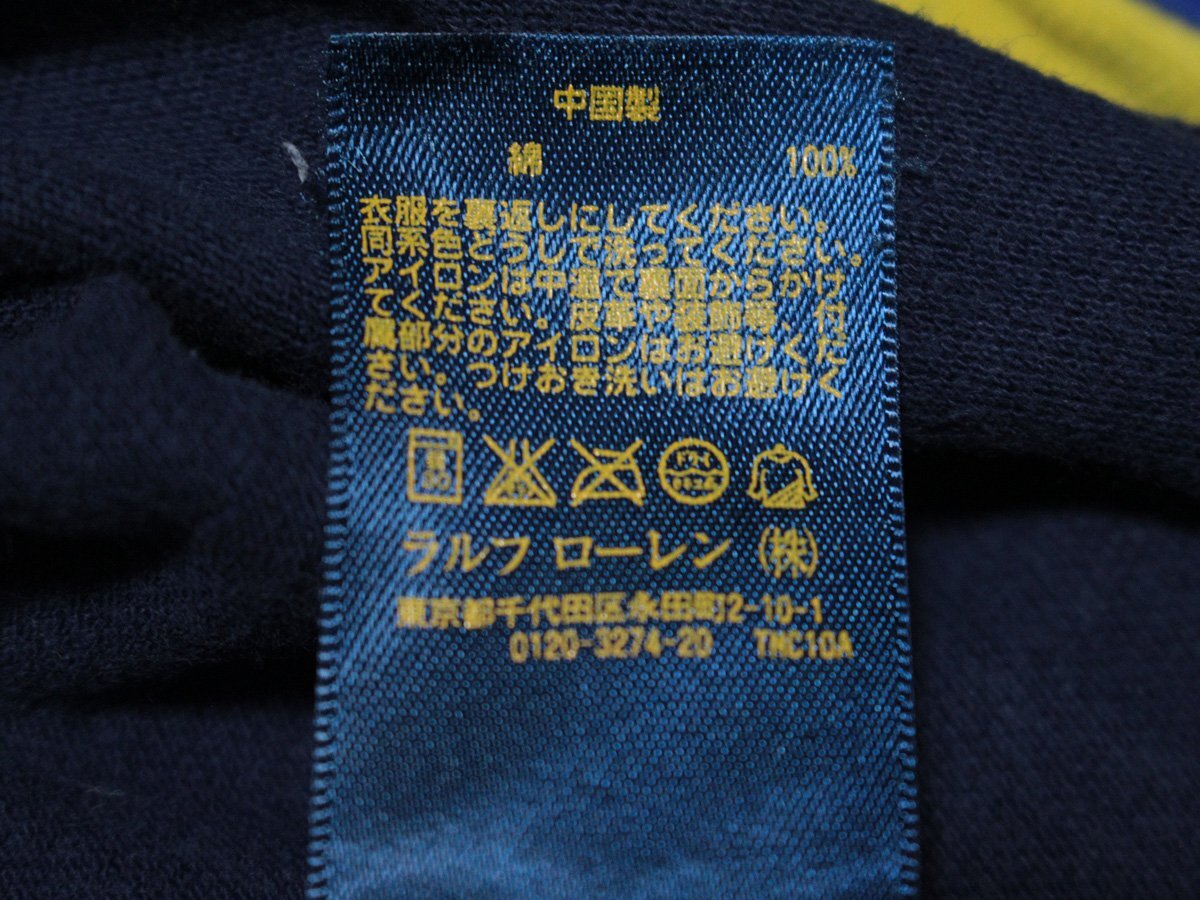 中国製
綿 100%
衣服を裏返しにしてください。
同系色どうしで洗ってください。
アイロンは中温で裏面からかけ
てください。皮革や装飾等、付
属部分のアイロンはお避けくだ
さい。つけおき洗いはお避けく
ださい。
ドライ
ラルフ ローレン (株)
東京都千代田区永田町2-10-1
0120-3274-20 TMC10A